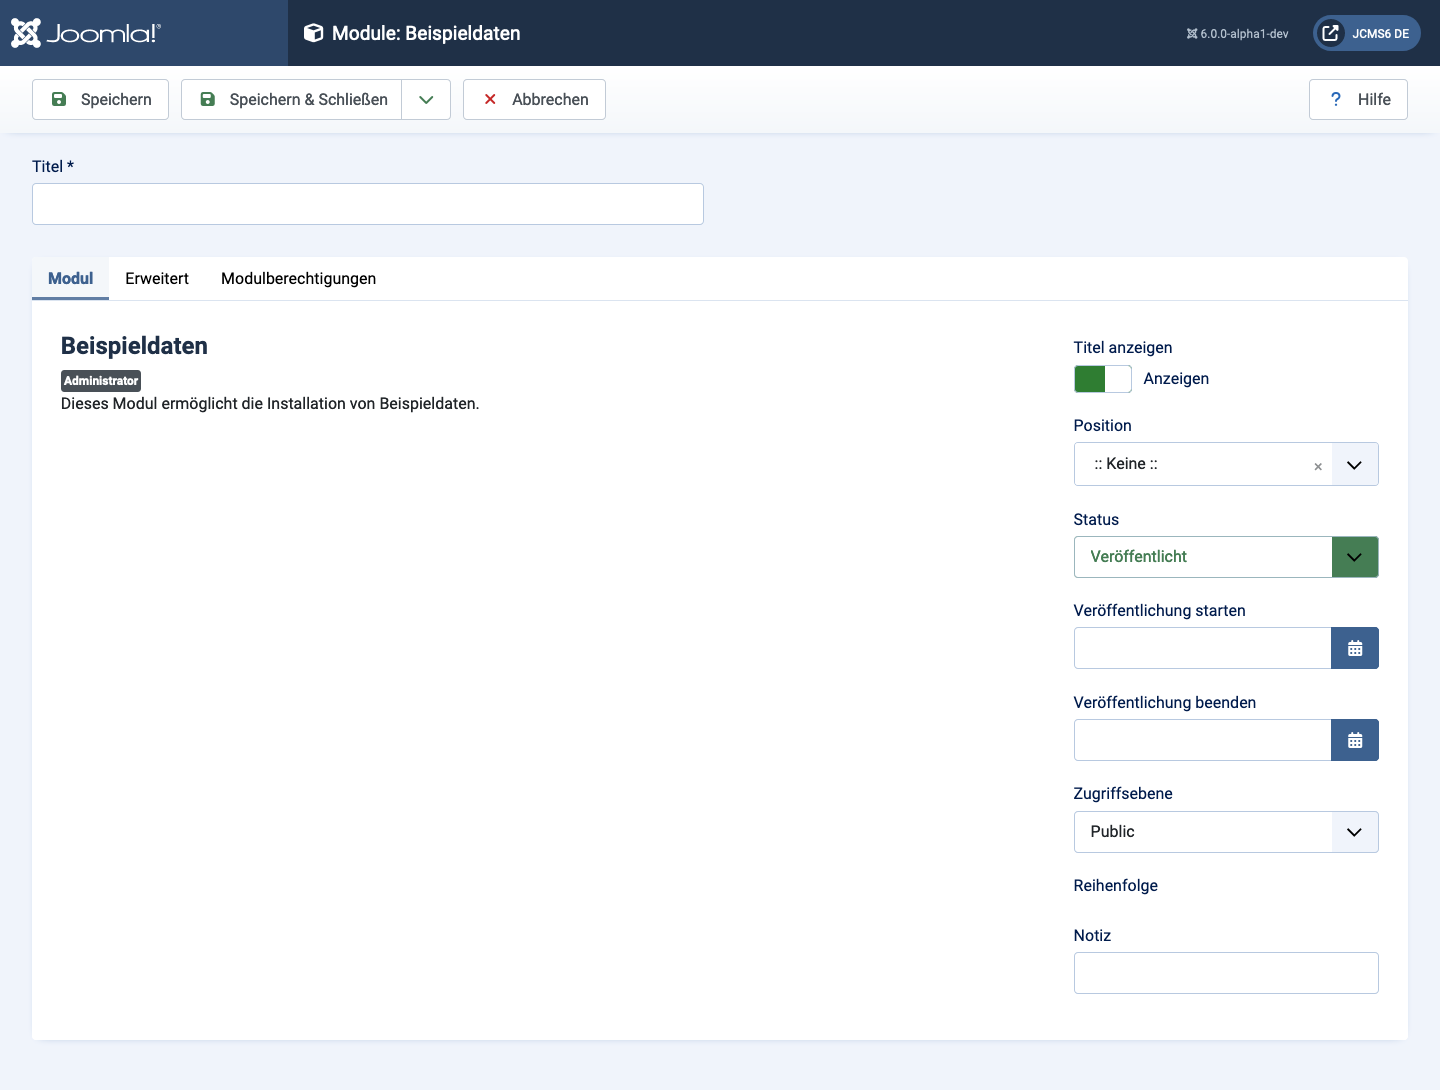 Joomla!®
Module: Beispieldaten
6.0.0-alpha1-dev
JCMS6 DE
Speichern
Speichern & Schließen
Abbrechen
? Hilfe
Titel *
Modul
Erweitert
Modulberechtigungen
Beispieldaten
Administrator
Dieses Modul ermöglicht die Installation von Beispieldaten.
Titel anzeigen
Anzeigen
Position
:: Keine ::
×
Status
Veröffentlicht
Veröffentlichung starten
Veröffentlichung beenden
Zugriffsebene
Public
Reihenfolge
Notiz